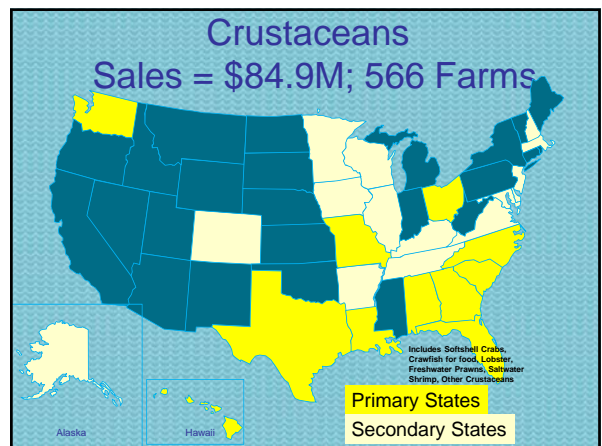 Crustaceans
Sales = $84.9M; 566 Farms
Includes Softshell Crabs,
Crawfish for food, Lobster,
Freshwater Prawns, Saltwater
Shrimp, Other Crustaceans
Primary States
Secondary States
Alaska
Hawaii